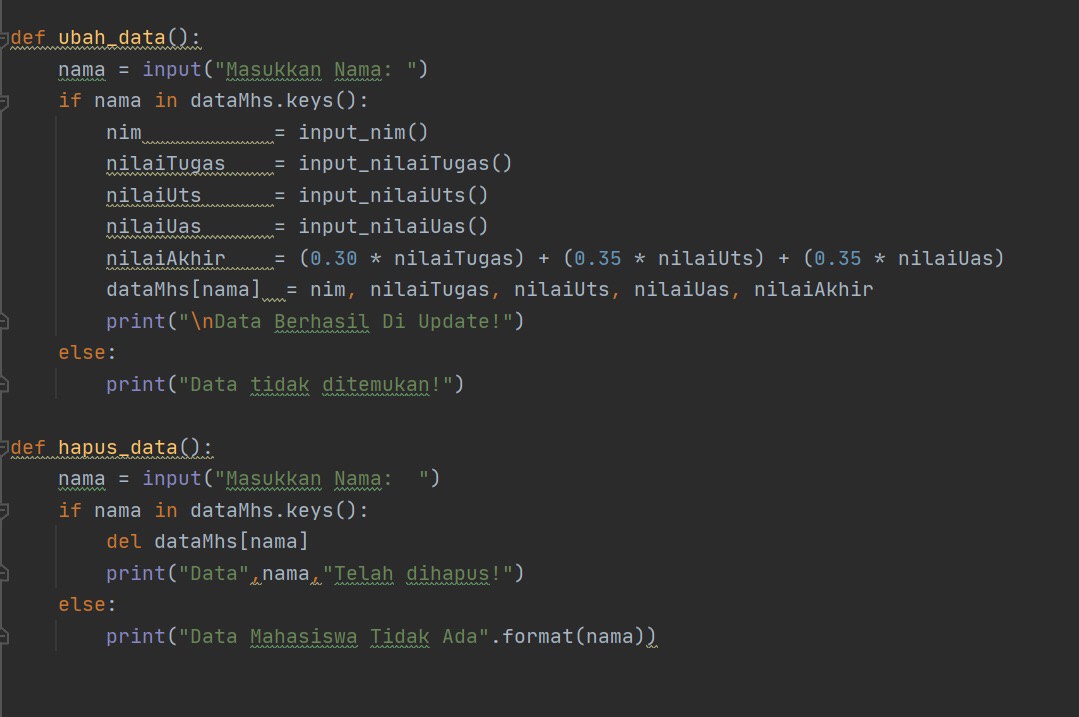 def ubah_data():
    nama = input("Masukkan Nama: ")
    if nama in dataMhs.keys():
        nim           = input_nim()
        nilaiTugas    = input_nilaiTugas()
        nilaiUts      = input_nilaiUts()
        nilaiUas      = input_nilaiUas()
        nilaiAkhir    = (0.30 * nilaiTugas) + (0.35 * nilaiUts) + (0.35 * nilaiUas)
        dataMhs[nama]  = nim, nilaiTugas, nilaiUts, nilaiUas, nilaiAkhir
        print("\nData Berhasil Di Update!")
    else:
        print("Data tidak ditemukan!")
def hapus_data():
    nama = input("Masukkan Nama:  ")
    if nama in dataMhs.keys():
        del dataMhs[nama]
        print("Data",nama,"Telah dihapus!")
    else:
        print("Data Mahasiswa Tidak Ada".format(nama))